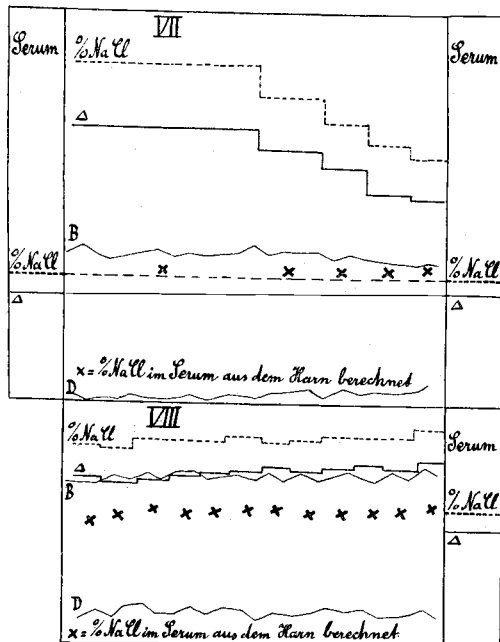 VII
Serum
% NaCl
Serum
Δ
B
% NaCl
% NaCl
Δ
Δ
x = % NaCl im Serum aus dem Harn berechnet
D
VIII
% NaCl
Serum
Δ
B
% NaCl
Δ
D
x = % NaCl im Serum aus dem Harn berechnet